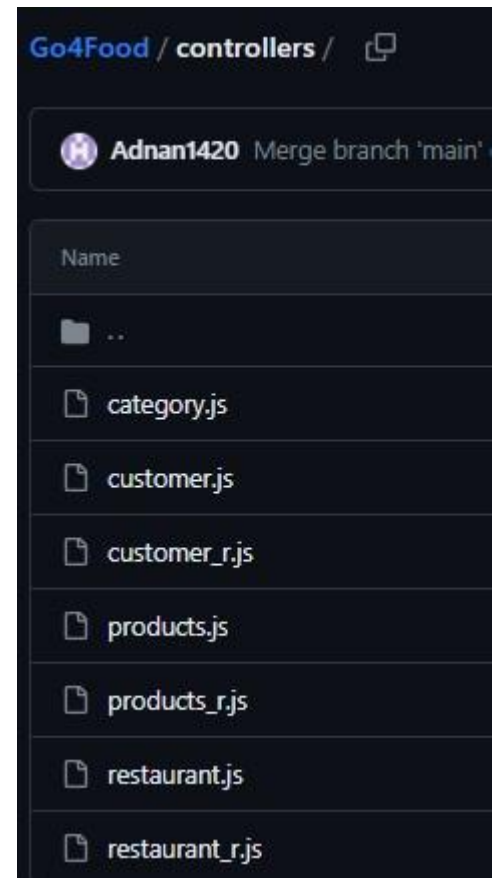 Go4Food / controllers /
Adnan1420 Merge branch 'main'
Name
..
category.js
customer.js
customer_r.js
products.js
products_r.js
restaurant.js
restaurant_r.js